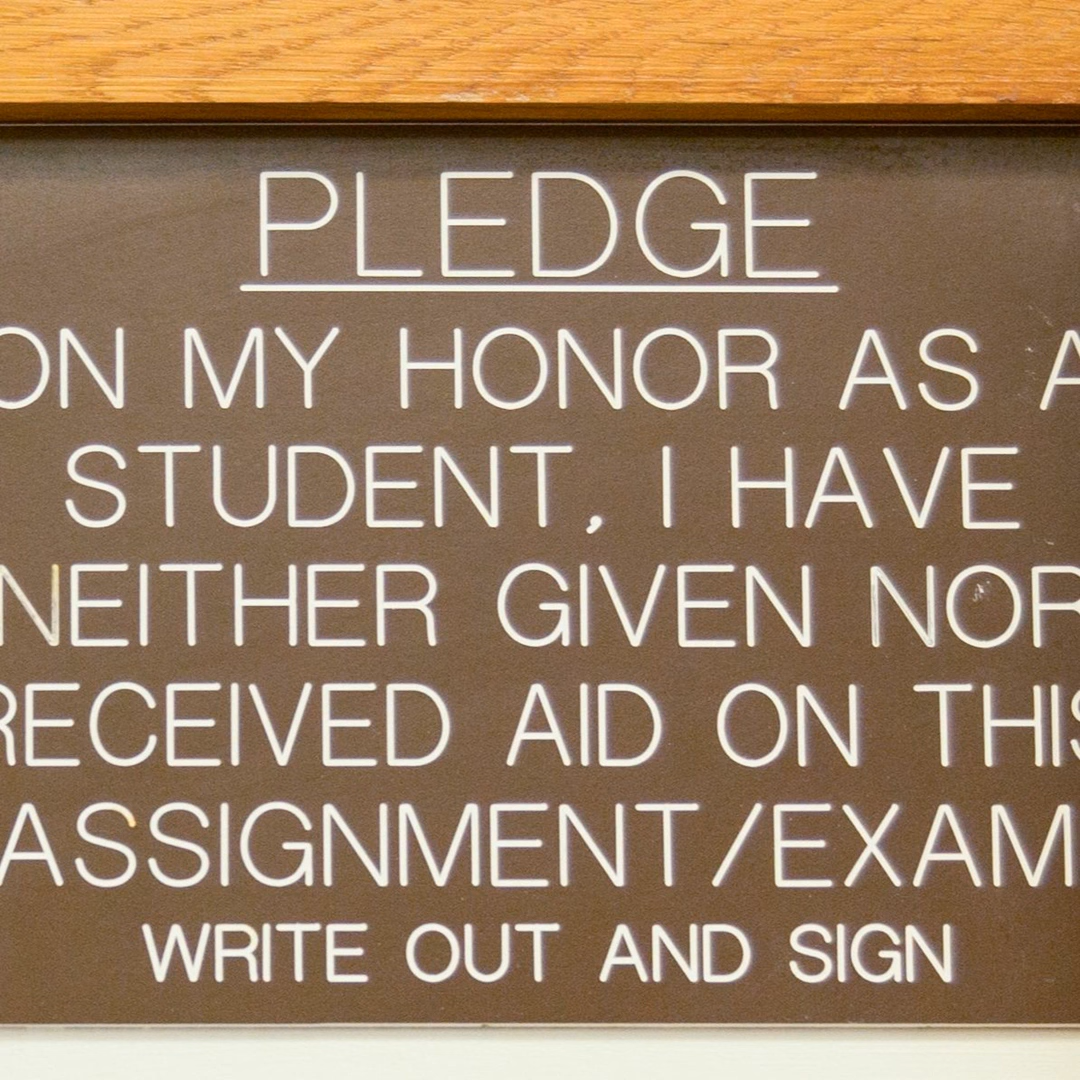 PLEDGE
ON MY HONOR AS A
STUDENT, I HAVE
NEITHER GIVEN NOR
RECEIVED AID ON THIS
ASSIGNMENT/EXAM
WRITE OUT AND SIGN